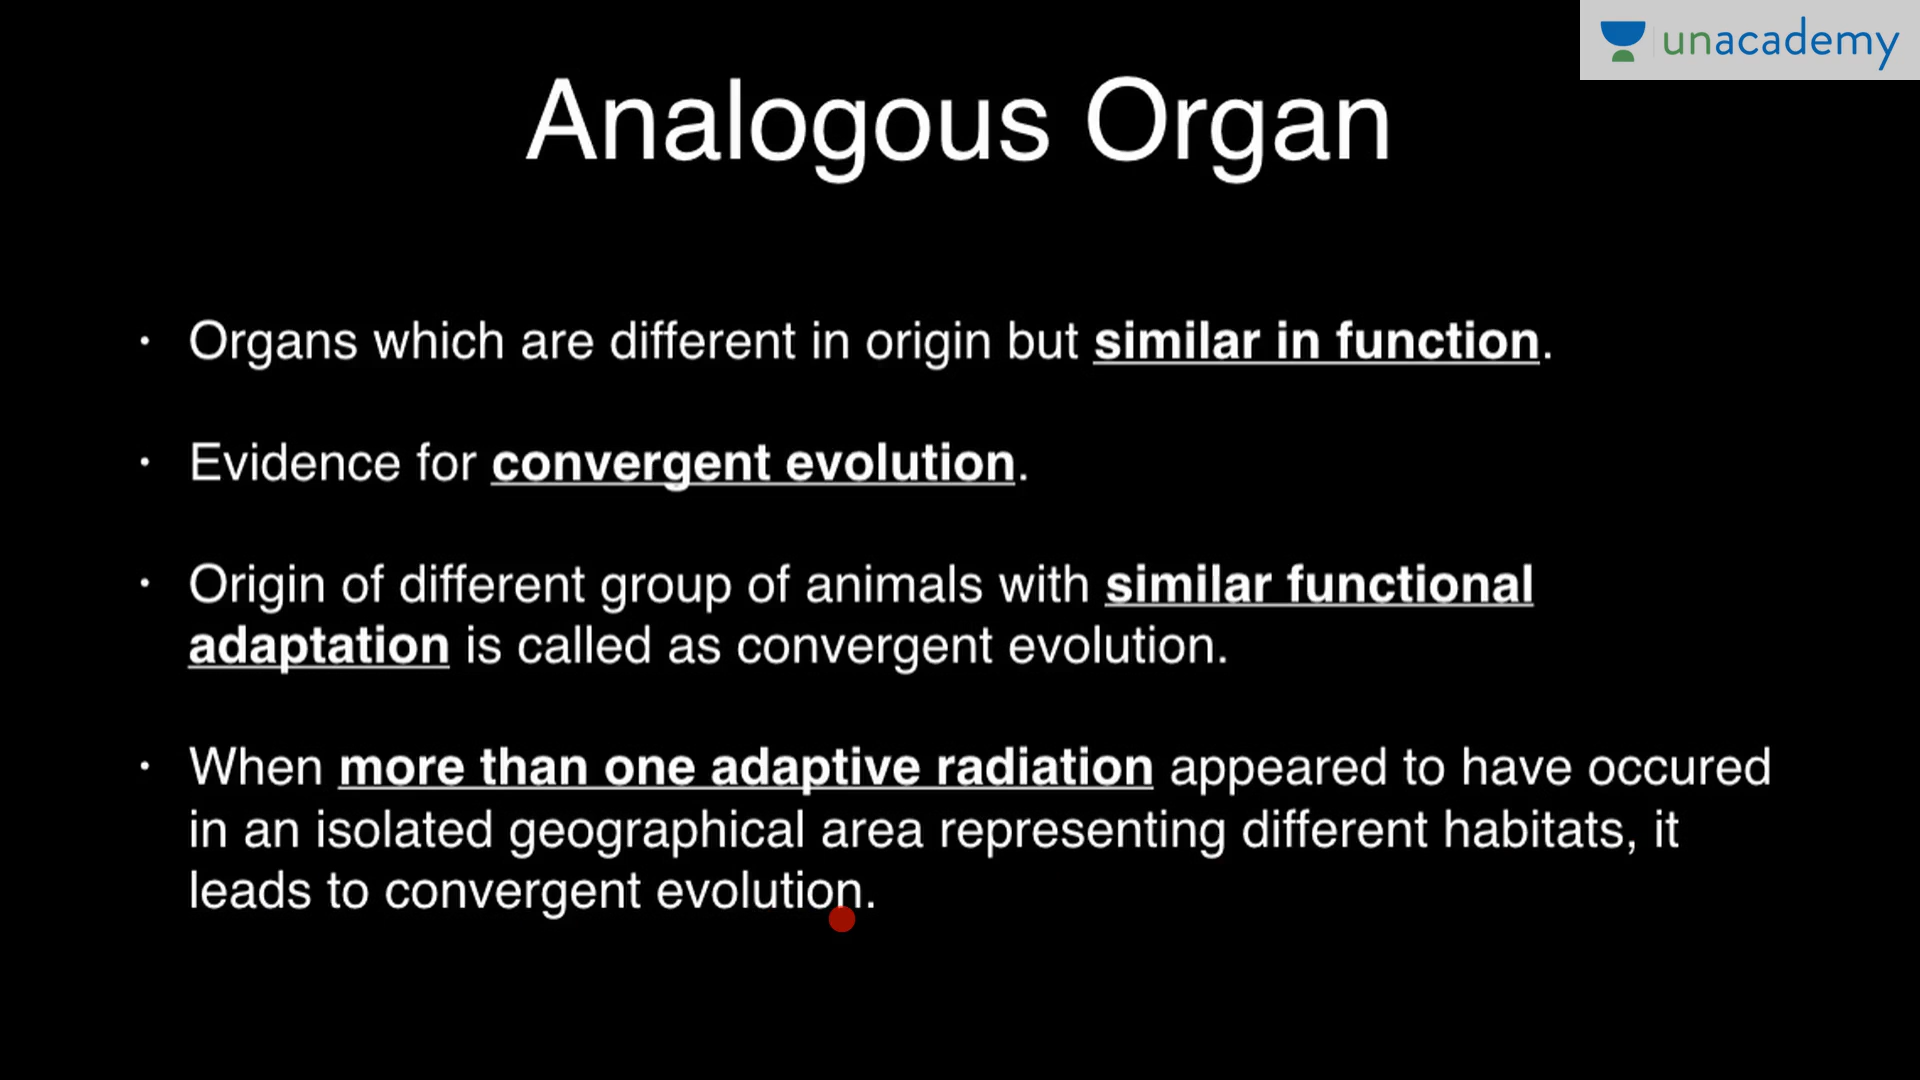 unacademy
Analogous Organ
• Organs which are different in origin but similar in function.
• Evidence for convergent evolution.
• Origin of different group of animals with similar functional
adaptation is called as convergent evolution.
• When more than one adaptive radiation appeared to have occured
in an isolated geographical area representing different habitats, it
leads to convergent evolution.